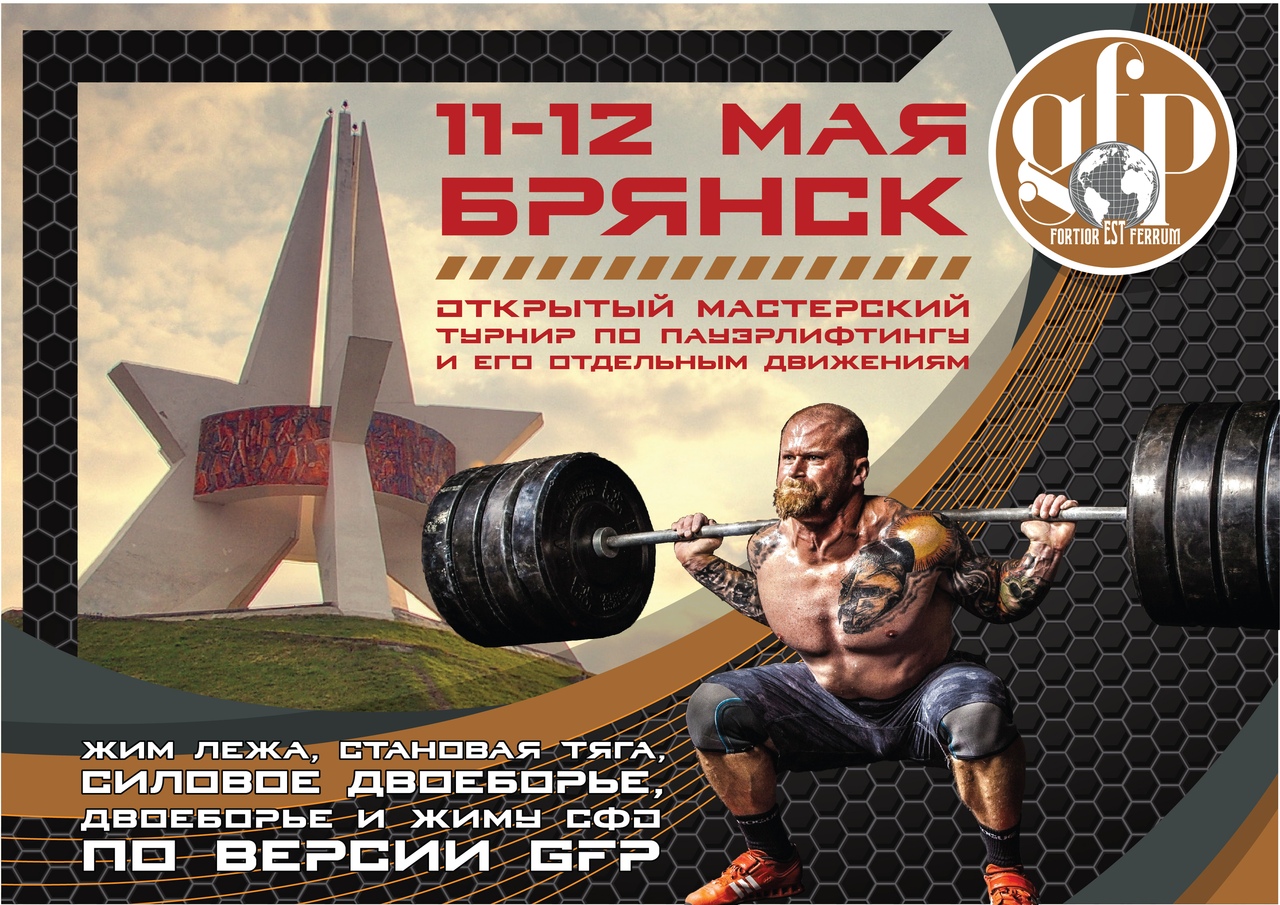 11-12 МАЯ
БРЯНСК
ОТКРЫТЫЙ МАСТЕРСКИЙ
ТУРНИР ПО ПАУЭРЛИФТИНГУ
И ЕГО ОТДЕЛЬНЫМ ДВИЖЕНИЯМ
gfp
FORTIOR EST FERRUM
ЖИМ ЛЕЖА, СТАНОВАЯ ТЯГА,
СИЛОВОЕ ДВОЕБОРЬЕ,
ДВОЕБОРЬЕ И ЖИМУ СФО
ПО ВЕРСИИ GFP